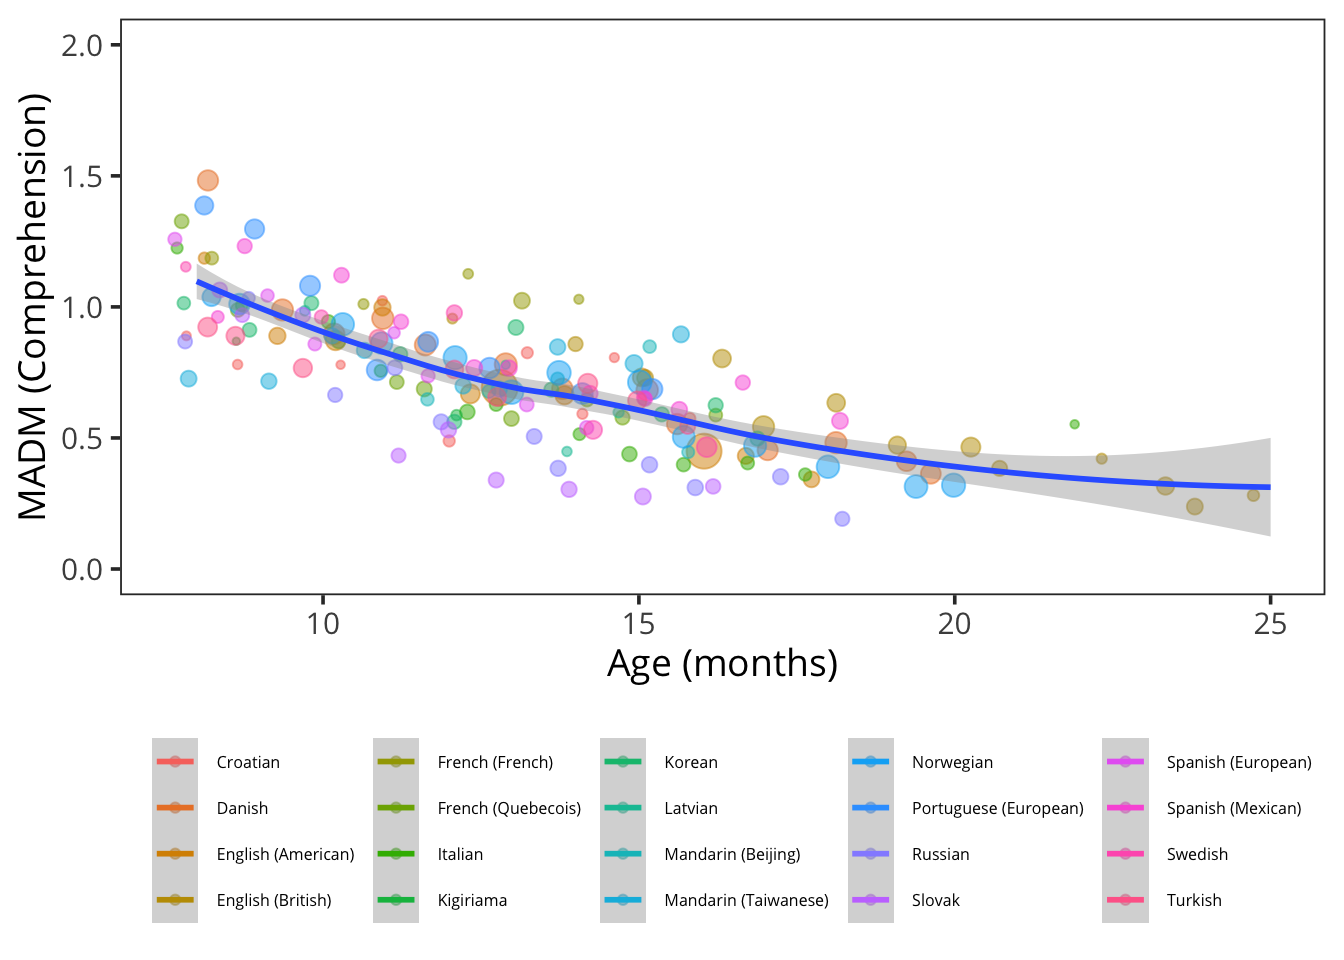 2.0
1.5
1.0
0.5
0.0
MADM (Comprehension)
10 15 20 25
Age (months)
Croatian French (French) Korean Norwegian Spanish (European)
Danish French (Quebecois) Latvian Portuguese (European) Spanish (Mexican)
English (American) Italian Mandarin (Beijing) Russian Swedish
English (British) Kigiriama Mandarin (Taiwanese) Slovak Turkish